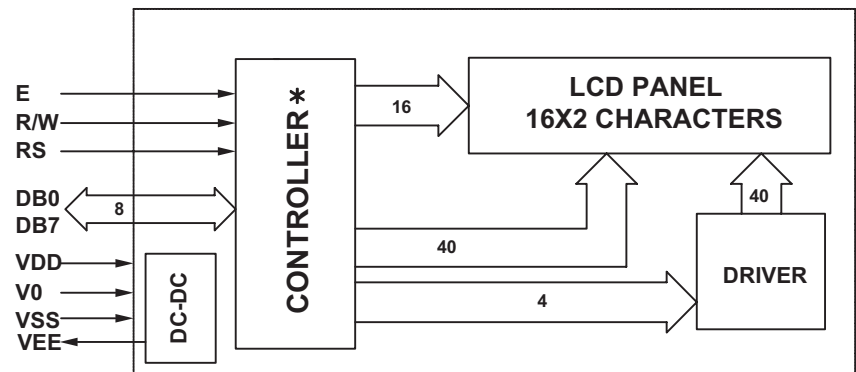 E
R/W
RS
DB0
DB7
8
VDD
V0
VSS
VEE
DC-DC
CONTROLLER*
16
LCD PANEL
16X2 CHARACTERS
40
40
4
DRIVER